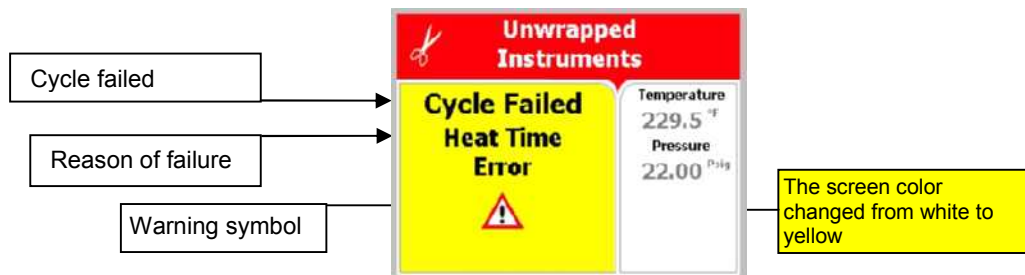 Unwrapped
Instruments
Cycle failed
Reason of failure
Warning symbol
Cycle Failed
Heat Time
Error
Temperature
229.5 °F
Pressure
22.00 Psig
The screen color
changed from white to
yellow